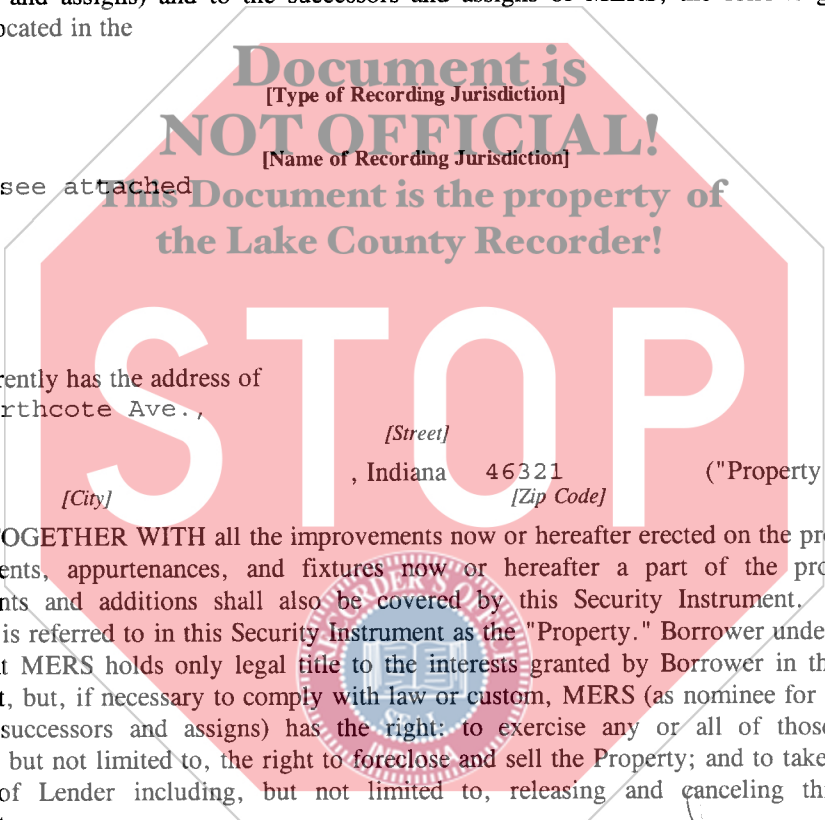 and assigns) and to the successors and assigns of MERS, the
ocated in the
Document is
[Type of Recording Jurisdiction]
NOT OFFICIAL!
[Name of Recording Jurisdiction]
see attached
This Document is the property of
the Lake County Recorder!
STOP
rently has the address of
rthcote Ave.,
[Street]
, Indiana 46321 ("Property
[City] [Zip Code]
OGETHER WITH all the improvements now or hereafter erected on the pr
ents, appurtenances, and fixtures now or hereafter a part of the pro
nts and additions shall also be covered by this Security Instrument.
is referred to in this Security Instrument as the "Property." Borrower unde
t MERS holds only legal title to the interests granted by Borrower in th
t, but, if necessary to comply with law or custom, MERS (as nominee for
successors and assigns) has the right: to exercise any or all of those
but not limited to, the right to foreclose and sell the Property; and to take
of Lender including, but not limited to, releasing and canceling th
RECORDER'S OFFICE
SEAL
INDIANA